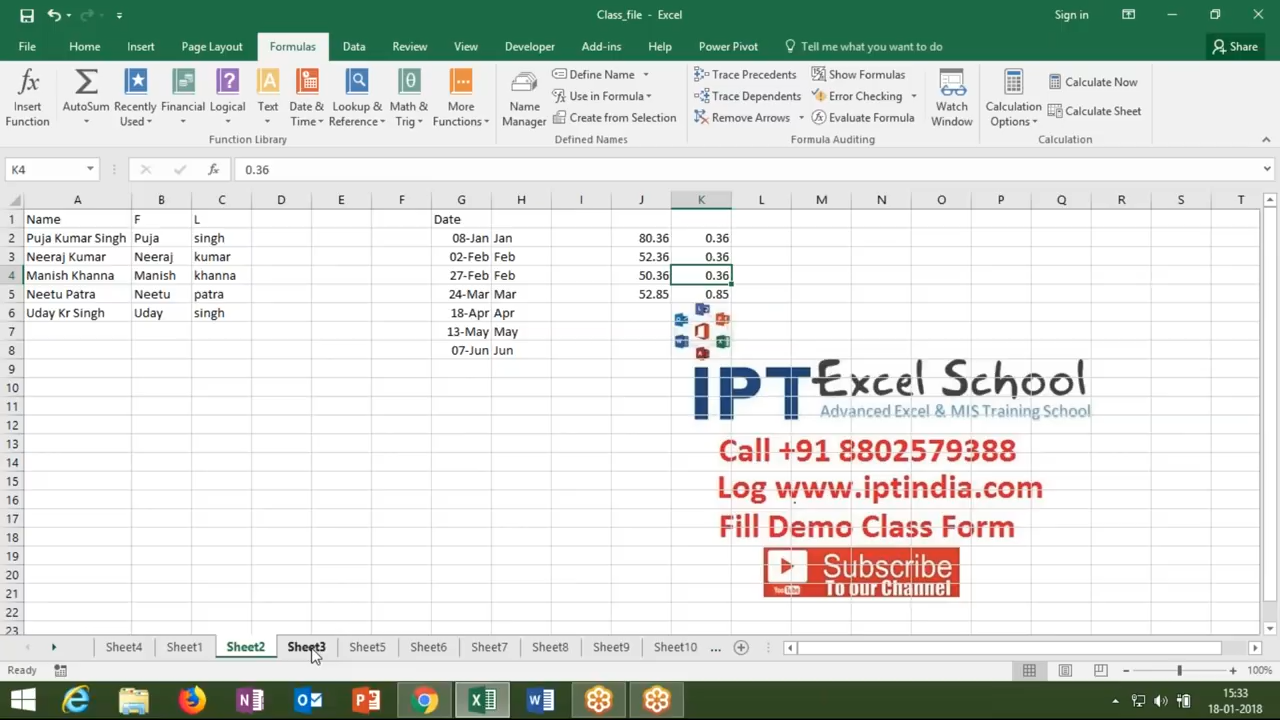 Class_file - Excel
Sign in
File Home Insert Page Layout Formulas Data Review View Developer Add-ins Help Power Pivot Tell me what you want to do Share
Insert Function
AutoSum
Recently Used
Financial
Logical
Text
Date & Time
Lookup & Reference
Math & Trig
More Functions
Function Library
Name Manager
Define Name
Use in Formula
Create from Selection
Defined Names
Trace Precedents
Trace Dependents
Remove Arrows
Show Formulas
Error Checking
Evaluate Formula
Formula Auditing
Watch Window
Calculation Options
Calculate Now
Calculate Sheet
Calculation
K4 fx 0.36
A B C D E F G H I J K L M N O P Q R S T
1 Name F L Date
2 Puja Kumar Singh Puja singh 08-Jan Jan 80.36 0.36
3 Neeraj Kumar Neeraj kumar 02-Feb Feb 52.36 0.36
4 Manish Khanna Manish khanna 27-Feb Feb 50.36 0.36
5 Neetu Patra Neetu patra 24-Mar Mar 52.85 0.85
6 Uday Kr Singh Uday singh 18-Apr Apr
7 13-May May
8 07-Jun Jun
9
10
11
12
13
14
15
16
17
18
19
20
21
22
23
IPT Excel School
Advanced Excel & MIS Training School
Call +91 8802579388
Log www.iptindia.com
Fill Demo Class Form
YouTube
Subscribe
To our Channel
Sheet4 Sheet1 Sheet2 Sheet3 Sheet5 Sheet6 Sheet7 Sheet8 Sheet9 Sheet10 ...
Ready
100%
15:33
18-01-2018